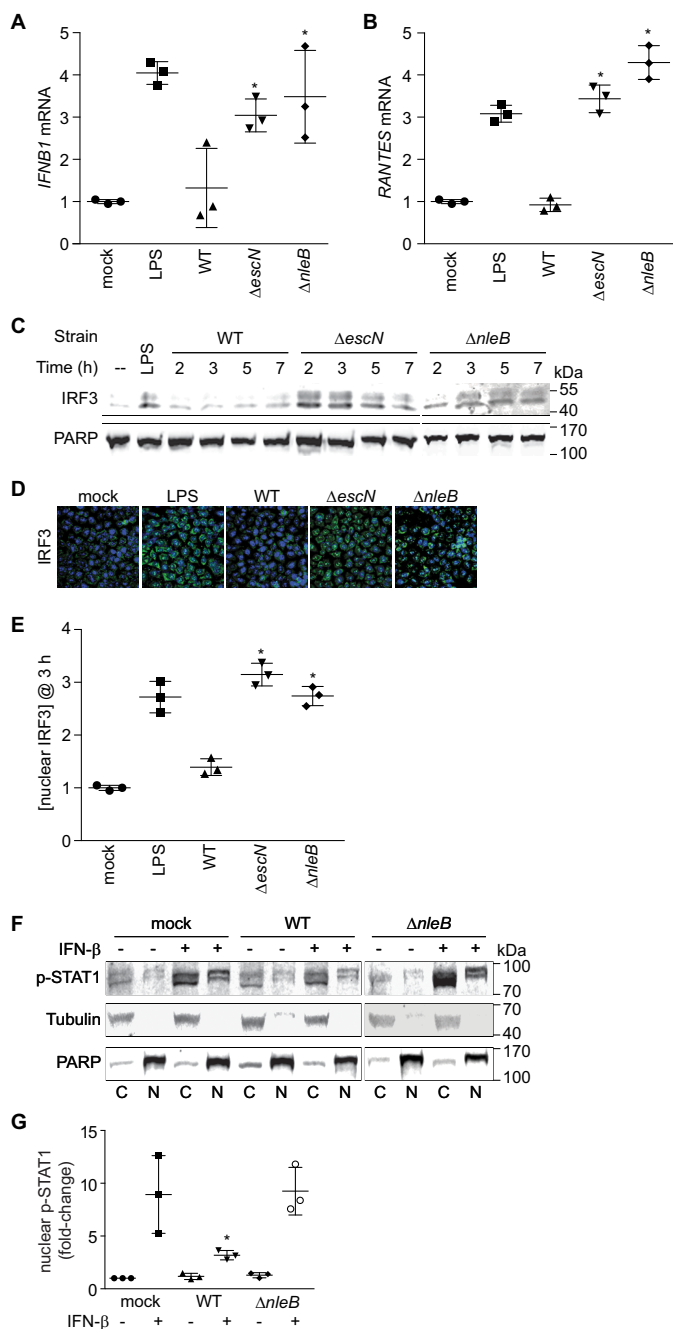 A
IFNB1 mRNA
5
4
3
2
1
0
mock
LPS
WT
ΔescN
ΔnleB
*
*
B
RANTES mRNA
5
4
3
2
1
0
mock
LPS
WT
ΔescN
ΔnleB
*
*
C
Strain WT ΔescN ΔnleB
Time (h) -- LPS 2 3 5 7 2 3 5 7 2 3 5 7 kDa
IRF3 55
40
PARP 170
100
D
mock LPS WT ΔescN ΔnleB
IRF3
E
[nuclear IRF3] @ 3 h
4
3
2
1
0
mock
LPS
WT
ΔescN
ΔnleB
*
*
F
mock WT ΔnleB
IFN-β - - + + - - + + - - + + kDa
p-STAT1 100
70
Tubulin 70
40
PARP 170
100
C N C N C N C N C N C N
G
nuclear p-STAT1
(fold-change)
15
10
5
0
*
mock WT ΔnleB
IFN-β - + - + - +